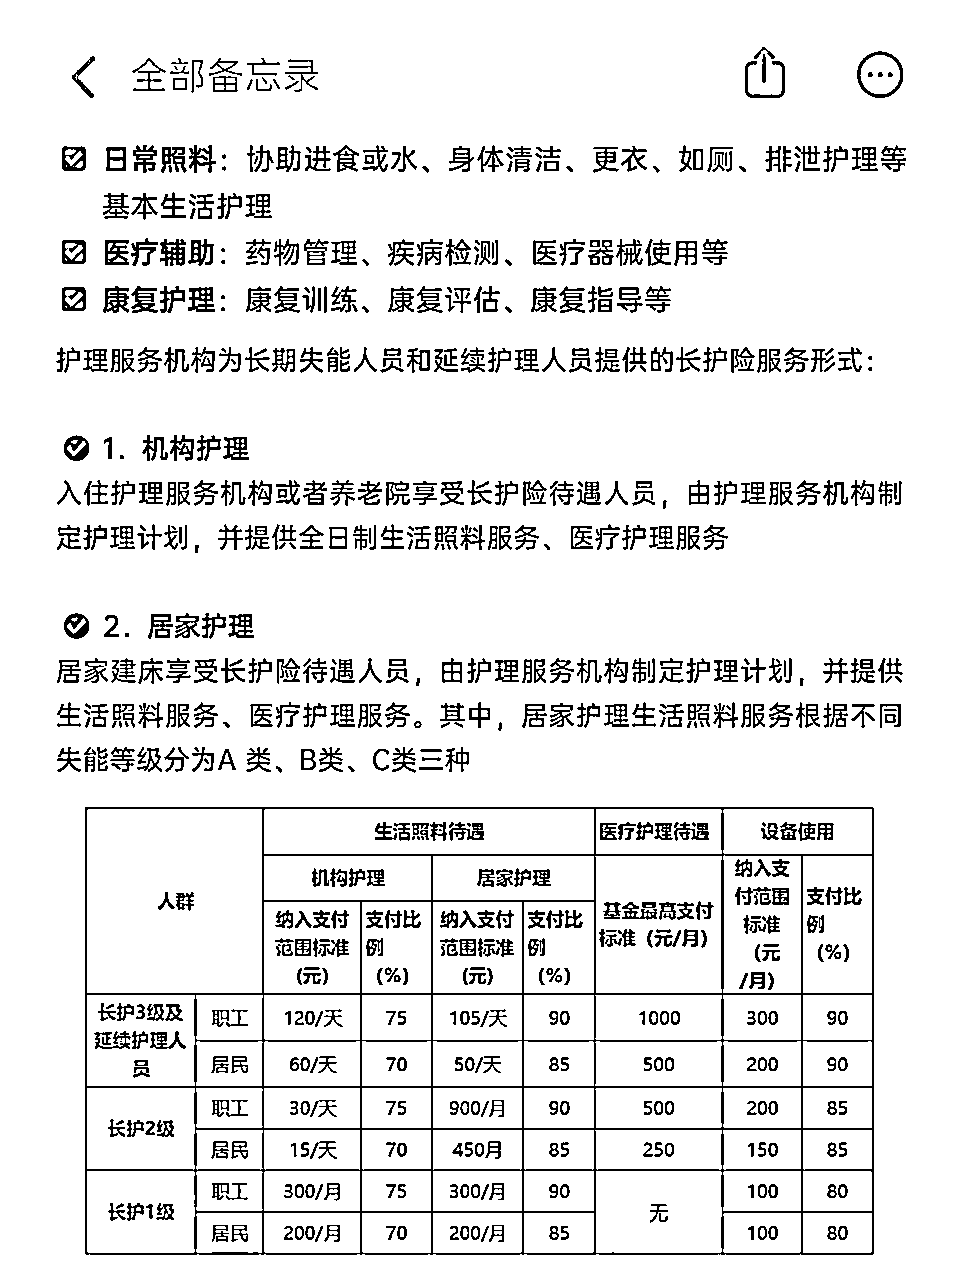 全部备忘录
日常照料：协助进食或水、身体清洁、更衣、如厕、排泄护理等
基本生活护理
医疗辅助：药物管理、疾病检测、医疗器械使用等
康复护理：康复训练、康复评估、康复指导等
护理服务机构为长期失能人员和延续护理人员提供的长护险服务形式：
1. 机构护理
入住护理服务机构或者养老院享受长护险待遇人员，由护理服务机构制
定护理计划，并提供全日制生活照料服务、医疗护理服务
2. 居家护理
居家建床享受长护险待遇人员，由护理服务机构制定护理计划，并提供
生活照料服务、医疗护理服务。其中，居家护理生活照料服务根据不同
失能等级分为A 类、B类、C类三种
人群 生活照料待遇 医疗护理待遇 设备使用
机构护理 居家护理 基金最高支付标准（元/月） 纳入支付范围标准（元/月） 支付比例（%）
纳入支付范围标准（元） 支付比例（%） 纳入支付范围标准（元） 支付比例（%）
长护3级及延续护理人员 职工 120/天 75 105/天 90 1000 300 90
居民 60/天 70 50/天 85 500 200 90
长护2级 职工 30/天 75 900/月 90 500 200 85
居民 15/天 70 450月 85 250 150 85
长护1级 职工 300/月 75 300/月 90 无 100 80
居民 200/月 70 200/月 85 100 80